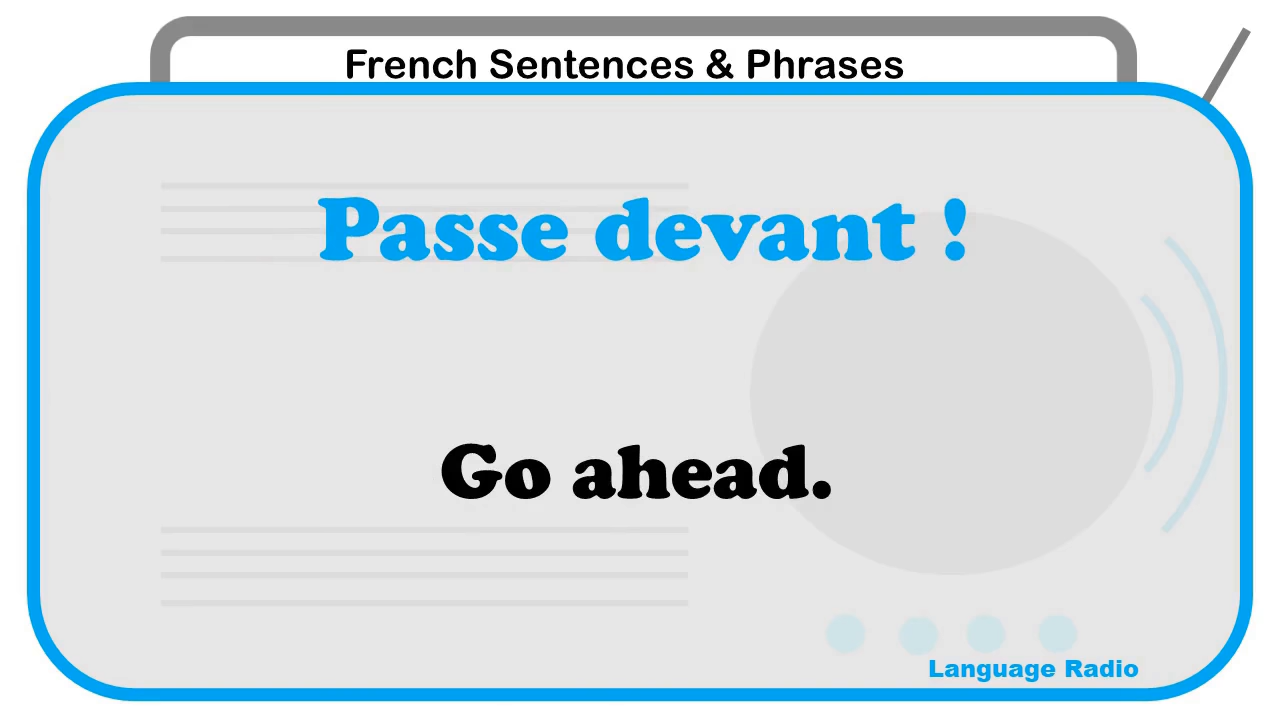 French Sentences & Phrases
Passe devant !
Go ahead.
Language Radio